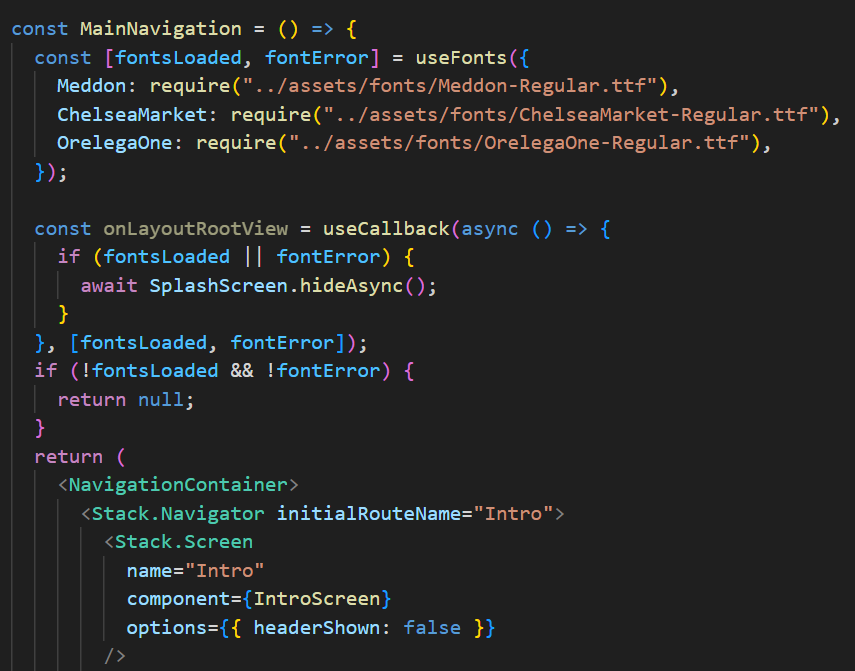 const MainNavigation = () => {
  const [fontsLoaded, fontError] = useFonts({
    Meddon: require("../assets/fonts/Meddon-Regular.ttf"),
    ChelseaMarket: require("../assets/fonts/ChelseaMarket-Regular.ttf"),
    OrelegaOne: require("../assets/fonts/OrelegaOne-Regular.ttf"),
  });

  const onLayoutRootView = useCallback(async () => {
    if (fontsLoaded || fontError) {
      await SplashScreen.hideAsync();
    }
  }, [fontsLoaded, fontError]);
  if (!fontsLoaded && !fontError) {
    return null;
  }
  return (
    <NavigationContainer>
      <Stack.Navigator initialRouteName="Intro">
        <Stack.Screen
          name="Intro"
          component={IntroScreen}
          options={{ headerShown: false }}
        />